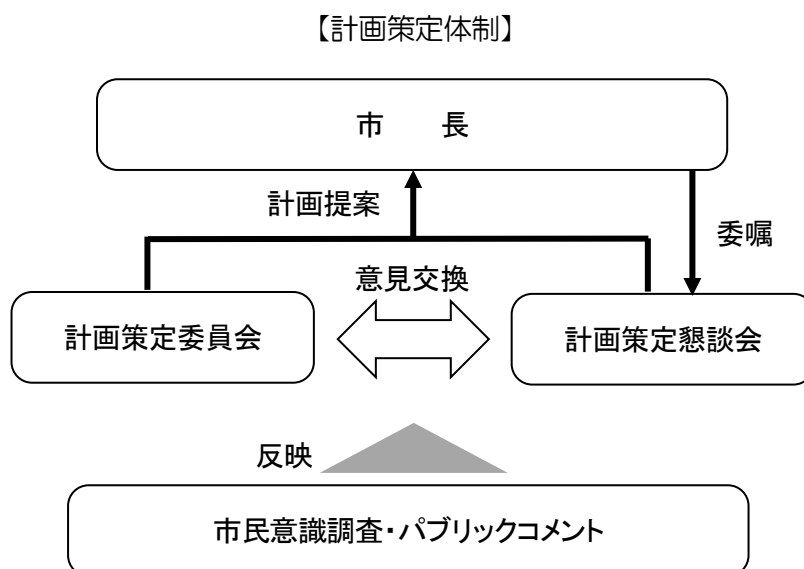 【計画策定体制】
市　　長
計画提案
委嘱
意見交換
計画策定委員会
計画策定懇談会
反映
市民意識調査・パブリックコメント